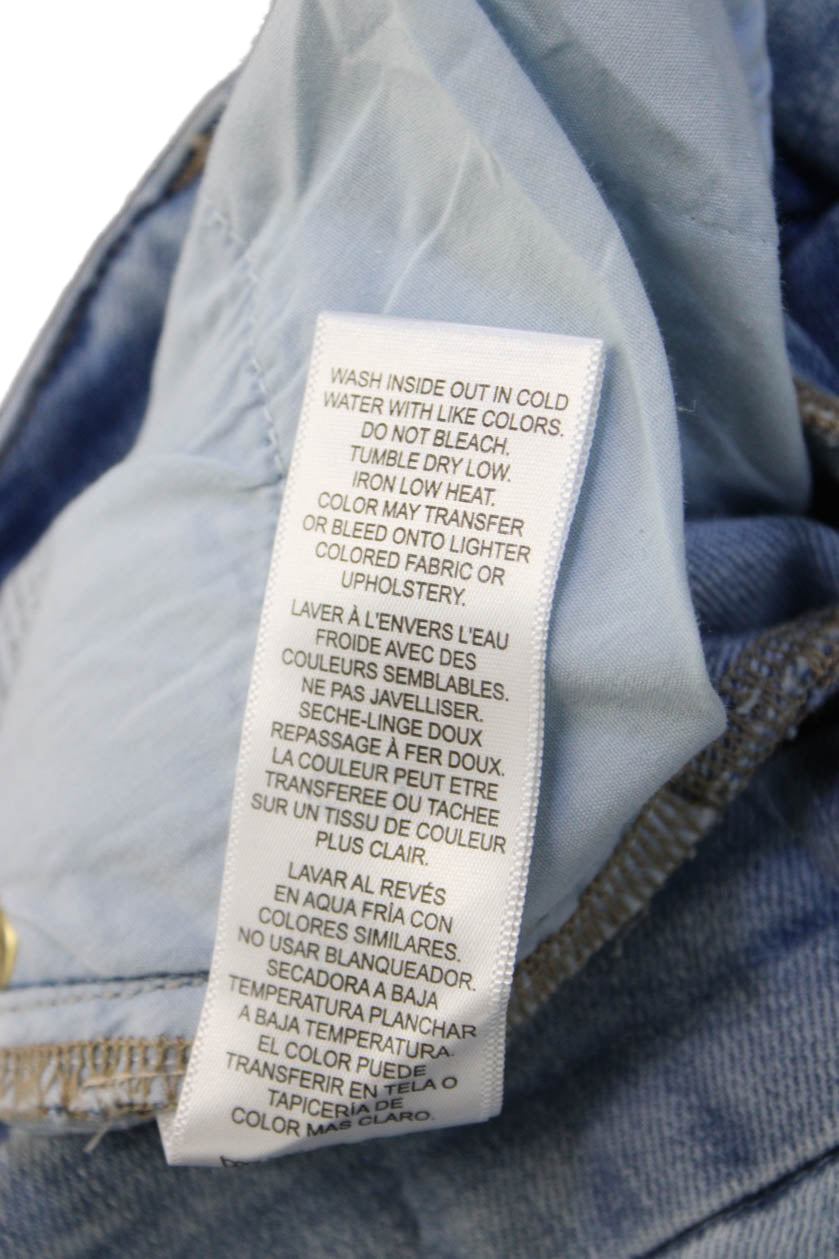 WASH INSIDE OUT IN COLD
WATER WITH LIKE COLORS.
DO NOT BLEACH.
TUMBLE DRY LOW.
IRON LOW HEAT.
COLOR MAY TRANSFER
OR BLEED ONTO LIGHTER
COLORED FABRIC OR
UPHOLSTERY.
LAVER À L'ENVERS L'EAU
FROIDE AVEC DES
COULEURS SEMBLABLES.
NE PAS JAVELLISER.
SECHE-LINGE DOUX
REPASSAGE À FER DOUX.
LA COULEUR PEUT ETRE
TRANSFEREE OU TACHEE
SUR UN TISSU DE COULEUR
PLUS CLAIR.
LAVAR AL REVÉS
EN AQUA FRÍA CON
COLORES SIMILARES.
NO USAR BLANQUEADOR.
SECADORA A BAJA
TEMPERATURA PLANCHAR
A BAJA TEMPERATURA.
EL COLOR PUEDE
TRANSFERIR EN TELA O
TAPICERÍA DE
COLOR MAS CLARO.